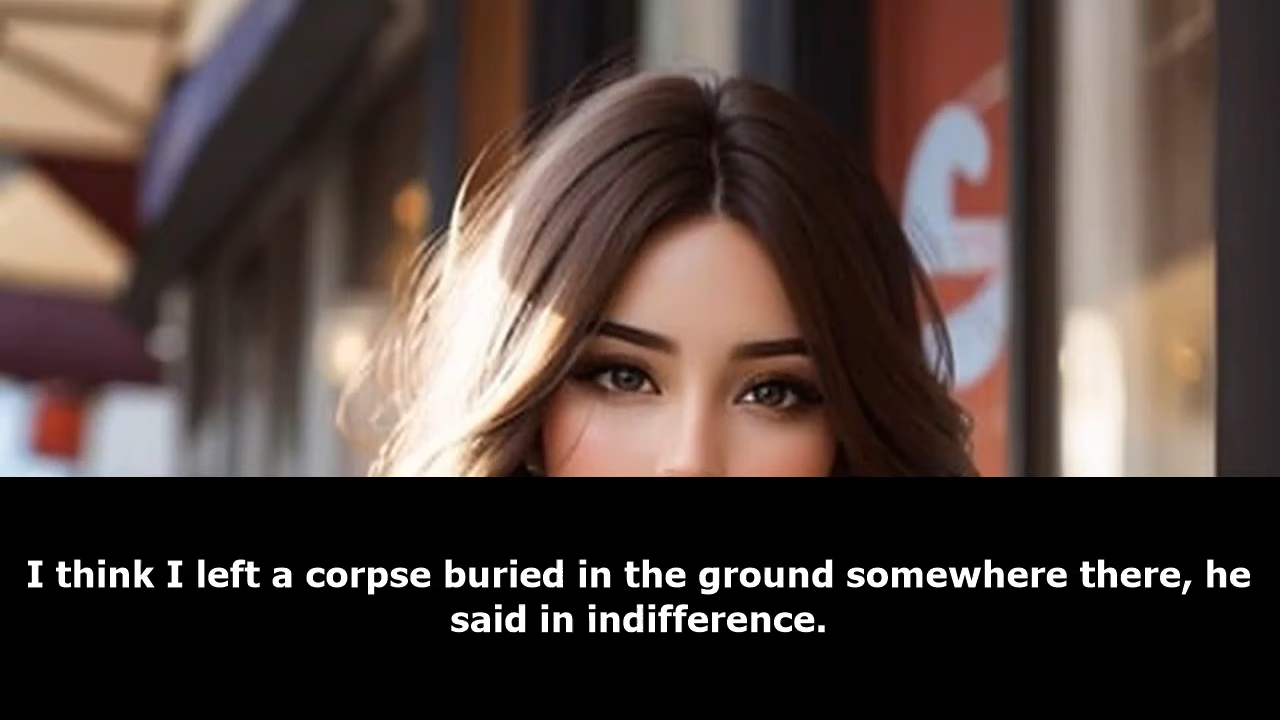 I think I left a corpse buried in the ground somewhere there, he
said in indifference.